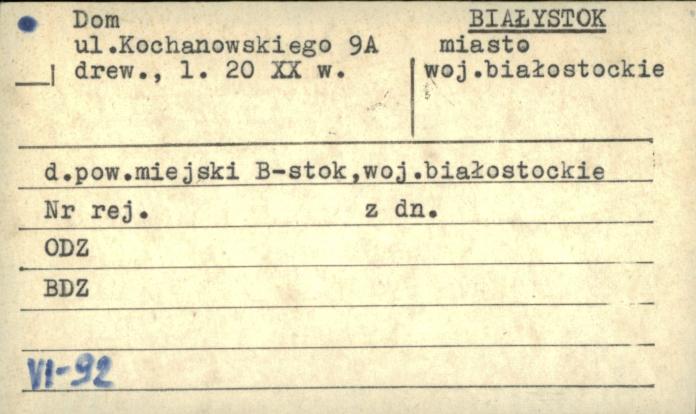 Dom
ul.Kochanowskiego 9A
drew., l. 20 XX w.
BIAŁYSTOK
miasto
woj.białostockie
d.pow.miejski B-stok,woj.białostockie
Nr rej. z dn.
ODZ
BDZ
VI-92